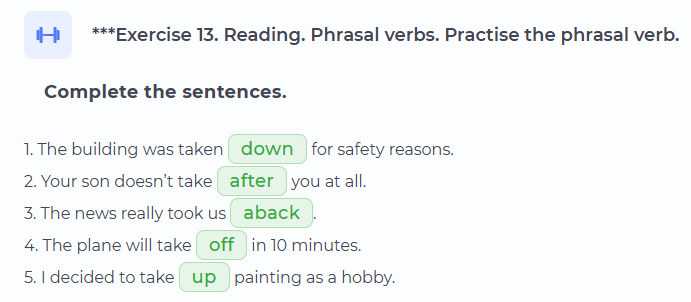 ***Exercise 13. Reading. Phrasal verbs. Practise the phrasal verb.
Complete the sentences.
1. The building was taken down for safety reasons.
2. Your son doesn’t take after you at all.
3. The news really took us aback.
4. The plane will take off in 10 minutes.
5. I decided to take up painting as a hobby.